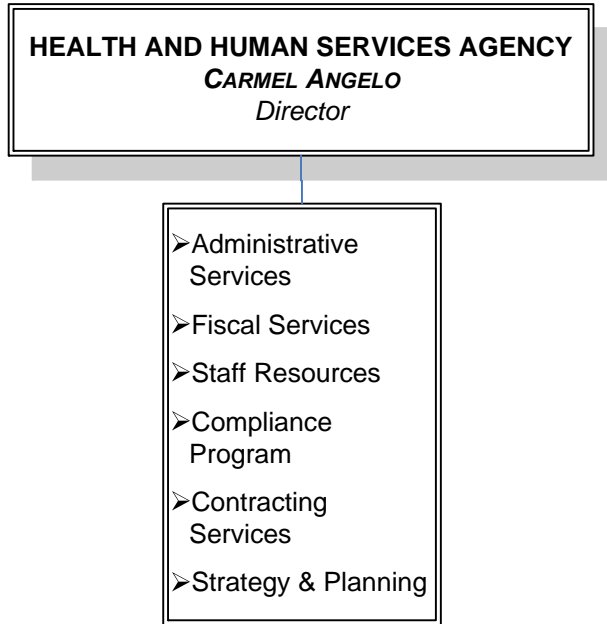 HEALTH AND HUMAN SERVICES AGENCY
CARMEL ANGELO
Director
➢Administrative
Services
➢Fiscal Services
➢Staff Resources
➢Compliance
Program
➢Contracting
Services
➢Strategy & Planning